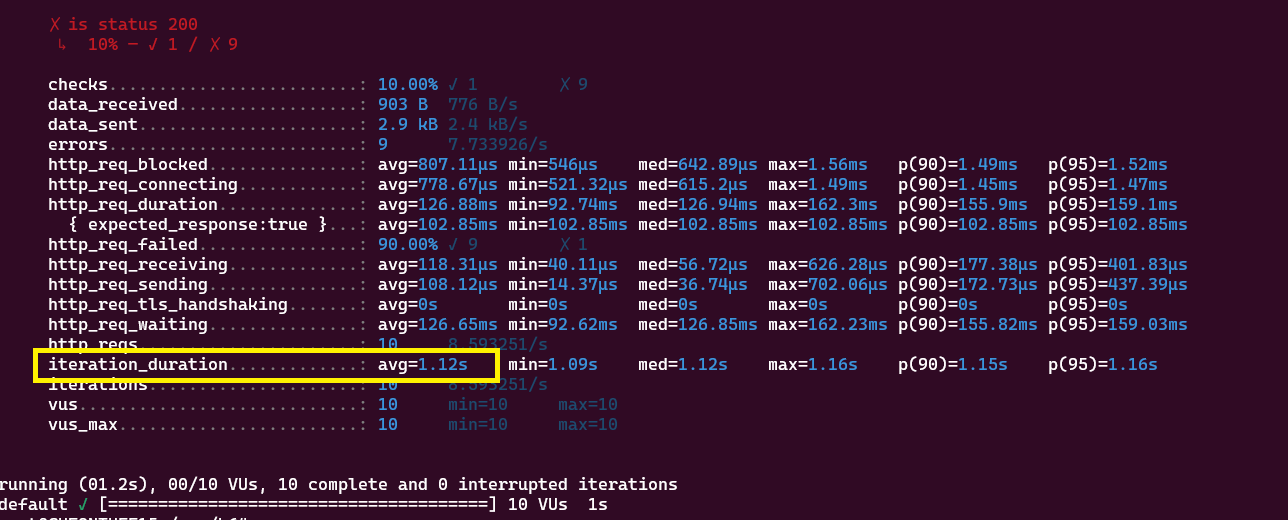 ✗ is status 200
↳ 10% — ✓ 1 / ✗ 9
checks.........................: 10.00% ✓ 1 ✗ 9
data_received..................: 903 B 776 B/s
data_sent......................: 2.9 kB 2.4 kB/s
errors.........................: 9 7.733926/s
http_req_blocked...............: avg=807.11µs min=546µs med=642.89µs max=1.56ms p(90)=1.49ms p(95)=1.52ms
http_req_connecting............: avg=778.67µs min=521.32µs med=615.2µs max=1.49ms p(90)=1.45ms p(95)=1.47ms
http_req_duration..............: avg=126.88ms min=92.74ms med=126.94ms max=162.3ms p(90)=155.9ms p(95)=159.1ms
{ expected_response:true }...: avg=102.85ms min=102.85ms med=102.85ms max=102.85ms p(90)=102.85ms p(95)=102.85ms
http_req_failed................: 90.00% ✓ 9 ✗ 1
http_req_receiving.............: avg=118.31µs min=40.11µs med=56.72µs max=626.28µs p(90)=177.38µs p(95)=401.83µs
http_req_sending...............: avg=108.12µs min=14.37µs med=36.74µs max=702.06µs p(90)=172.73µs p(95)=437.39µs
http_req_tls_handshaking.......: avg=0s min=0s med=0s max=0s p(90)=0s p(95)=0s
http_req_waiting...............: avg=126.65ms min=92.62ms med=126.85ms max=162.23ms p(90)=155.82ms p(95)=159.03ms
http_reqs......................: 10 8.593251/s
iteration_duration.............: avg=1.12s min=1.09s med=1.12s max=1.16s p(90)=1.15s p(95)=1.16s
iterations.....................: 10 8.593251/s
vus............................: 10 min=10 max=10
vus_max........................: 10 min=10 max=10
running (01.2s), 00/10 VUs, 10 complete and 0 interrupted iterations
default ✓ [======================================] 10 VUs 1s